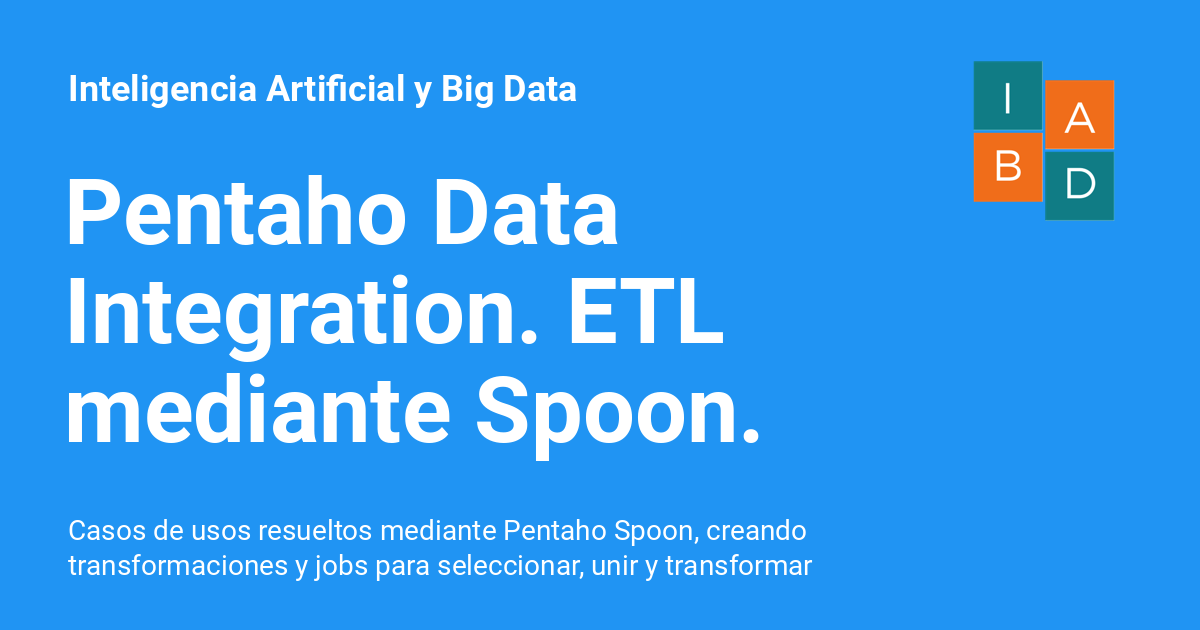 Inteligencia Artificial y Big Data
I
A
B
D
Pentaho Data
Integration. ETL
mediante Spoon.
Casos de usos resueltos mediante Pentaho Spoon, creando
transformaciones y jobs para seleccionar, unir y transformar